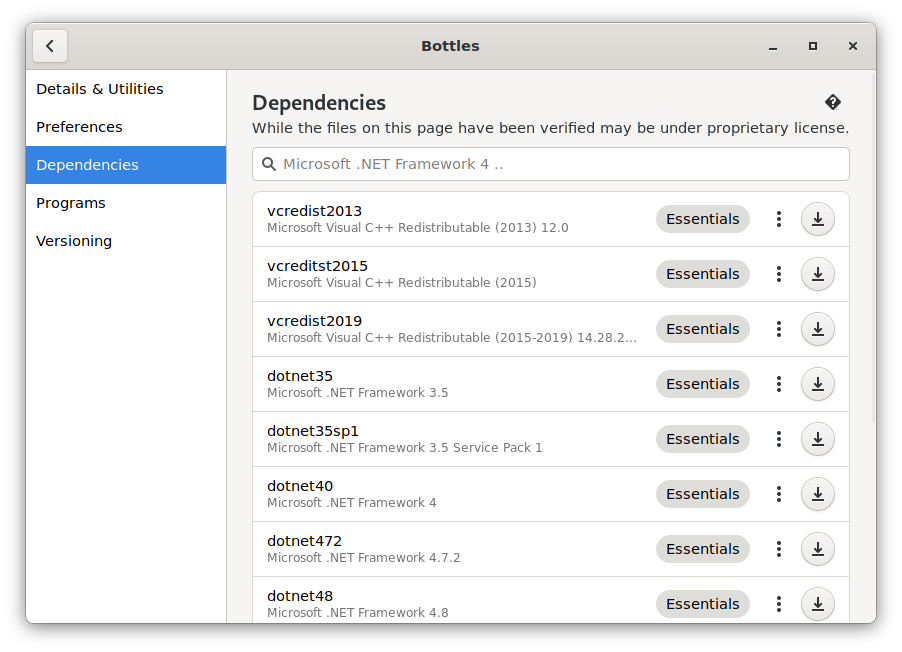 Bottles
Details & Utilities
Preferences
Dependencies
Programs
Versioning
Dependencies
While the files on this page have been verified may be under proprietary license.
Microsoft .NET Framework 4 ..
vcredist2013
Microsoft Visual C++ Redistributable (2013) 12.0
Essentials
vcreditst2015
Microsoft Visual C++ Redistributable (2015)
Essentials
vcredist2019
Microsoft Visual C++ Redistributable (2015-2019) 14.28.2...
Essentials
dotnet35
Microsoft .NET Framework 3.5
Essentials
dotnet35sp1
Microsoft .NET Framework 3.5 Service Pack 1
Essentials
dotnet40
Microsoft .NET Framework 4
Essentials
dotnet472
Microsoft .NET Framework 4.7.2
Essentials
dotnet48
Microsoft .NET Framework 4.8
Essentials